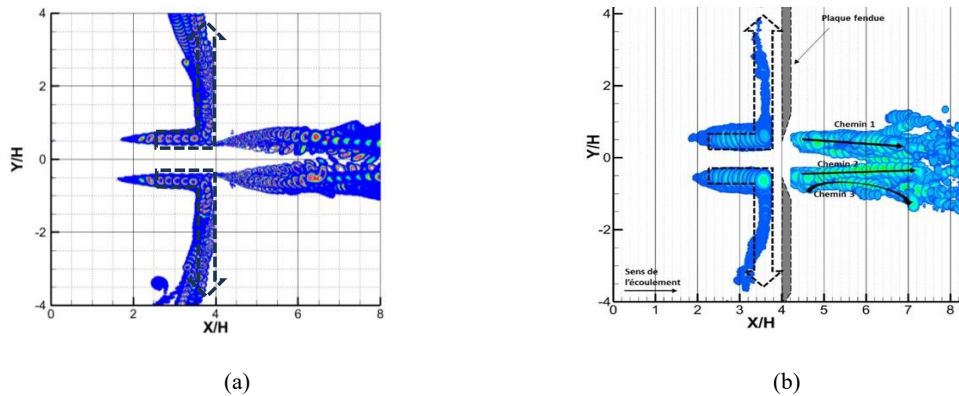 4
2
0
-2
-4
Y/H
0
2
4
6
8
X/H
(a)
Plaque fendue
4
2
0
-2
-4
Y/H
Chemin 1
Chemin 2
Chemin 3
Sens de
l'écoulement
0
1
2
3
4
5
6
7
8
X/H
(b)